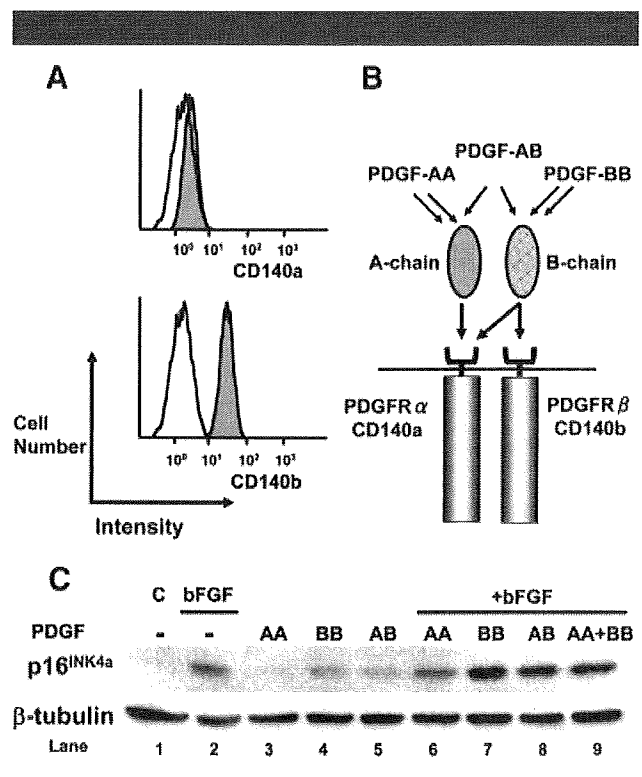 A
10⁰ 10¹ 10² 10³
CD140a
10⁰ 10¹ 10² 10³
CD140b
Cell
Number
Intensity
B
PDGF-AB
PDGF-AA
PDGF-BB
A-chain
B-chain
PDGFR α
CD140a
PDGFR β
CD140b
C
C bFGF +bFGF
PDGF - - AA BB AB AA BB AB AA+BB
p16INK4a
β-tubulin
Lane 1 2 3 4 5 6 7 8 9